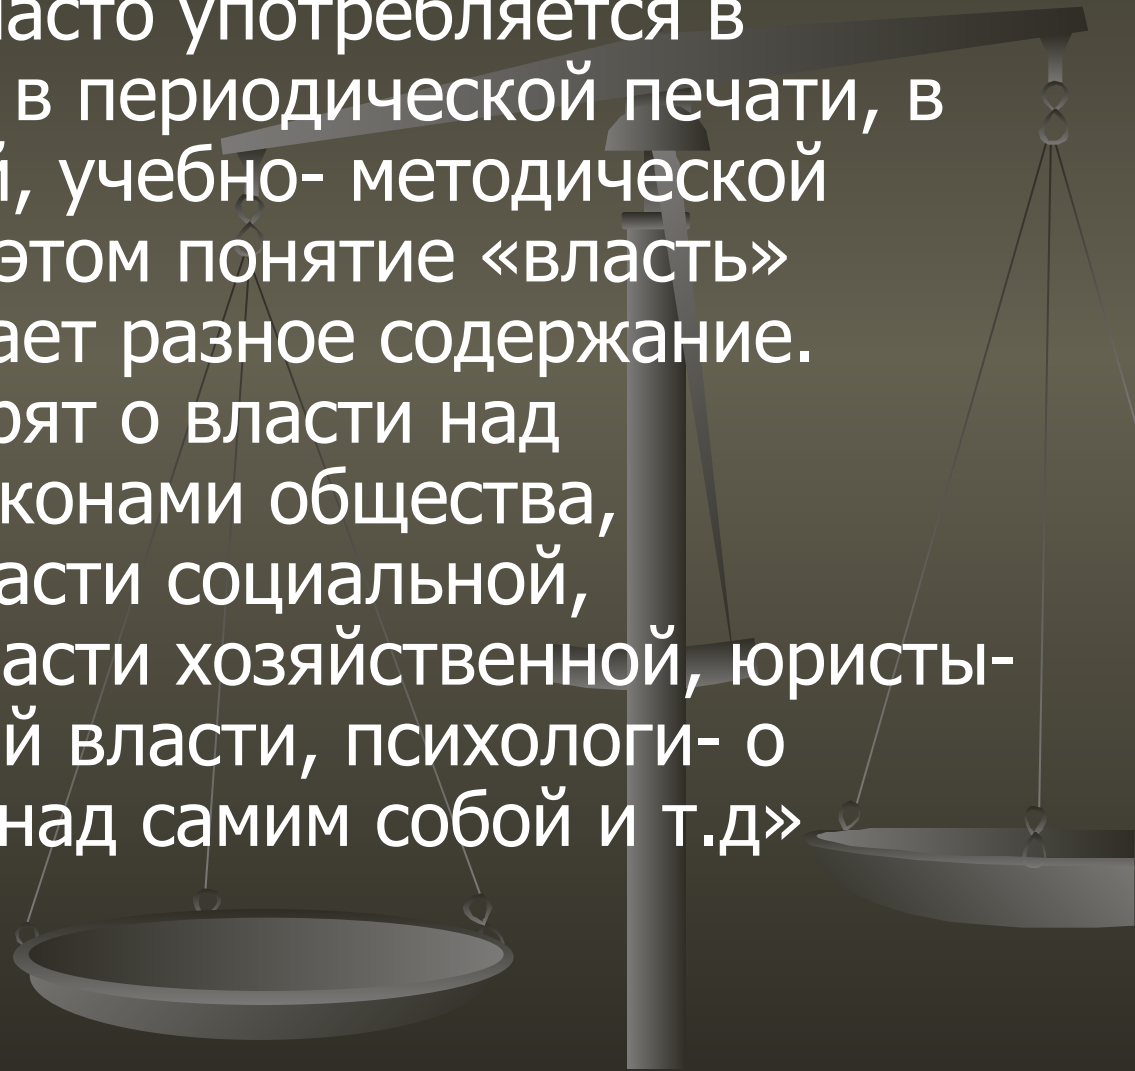 часто употребляется в
в периодической печати, в
й, учебно- методической
этом понятие «власть»
ает разное содержание.
рят о власти над
конами общества,
асти социальной,
асти хозяйственной, юристы-
й власти, психологи- о
над самим собой и т.д»